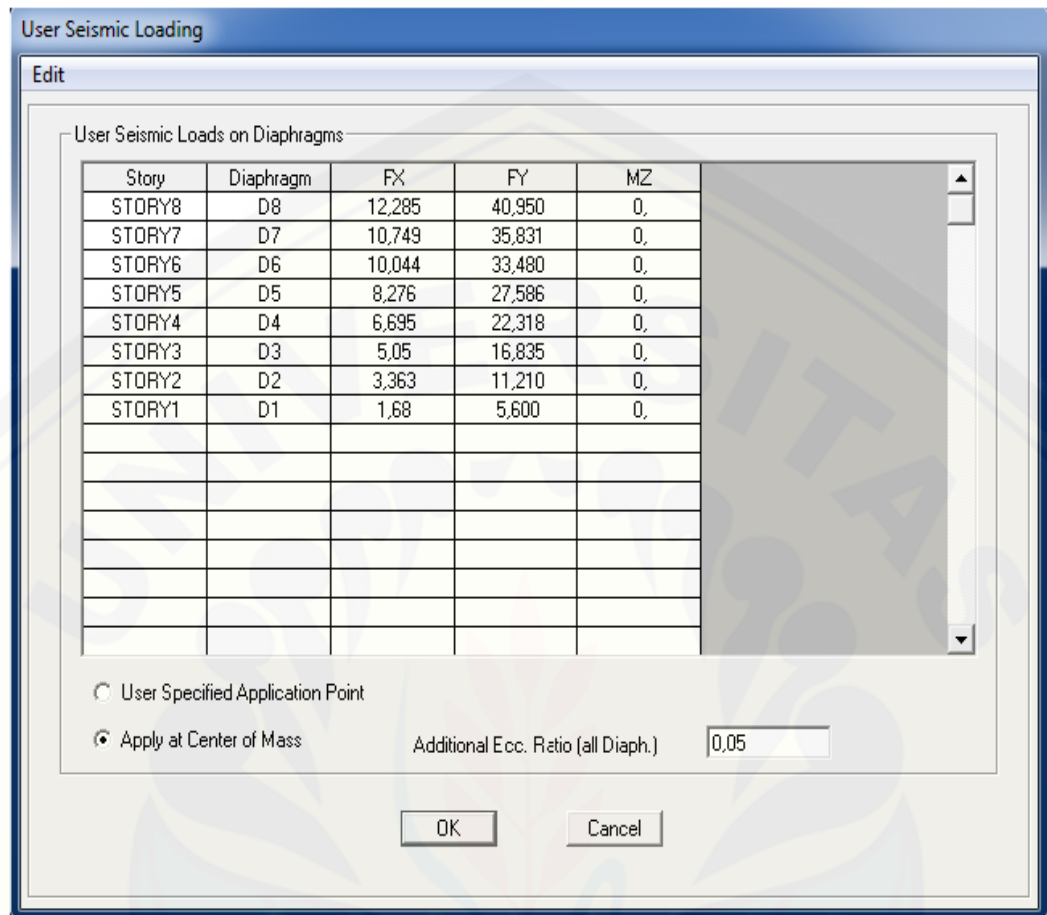 User Seismic Loading
Edit
User Seismic Loads on Diaphragms
Story Diaphragm FX FY MZ
STORY8 D8 12,285 40,950 0,
STORY7 D7 10,749 35,831 0,
STORY6 D6 10,044 33,480 0,
STORY5 D5 8,276 27,586 0,
STORY4 D4 6,695 22,318 0,
STORY3 D3 5,05 16,835 0,
STORY2 D2 3,363 11,210 0,
STORY1 D1 1,68 5,600 0,
User Specified Application Point
Apply at Center of Mass Additional Ecc. Ratio (all Diaph.) 0,05
OK Cancel
UNIVERSITAS